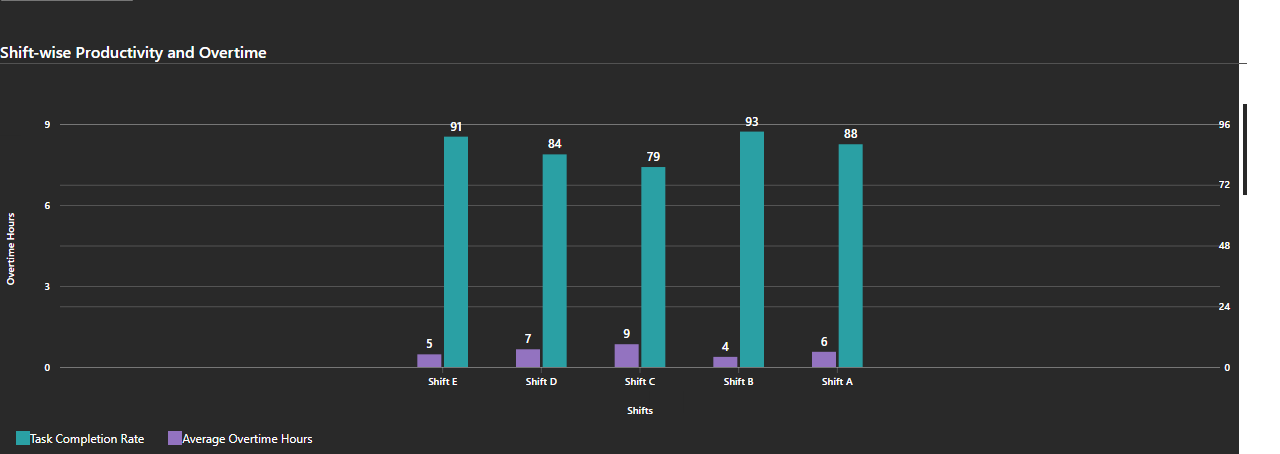 Shift-wise Productivity and Overtime
9 91 84 79 93 88 96
72
6
Overtime Hours
48
3
24
5 7 9 4 6
0 0
Shift E Shift D Shift C Shift B Shift A
Shifts
Task Completion Rate Average Overtime Hours